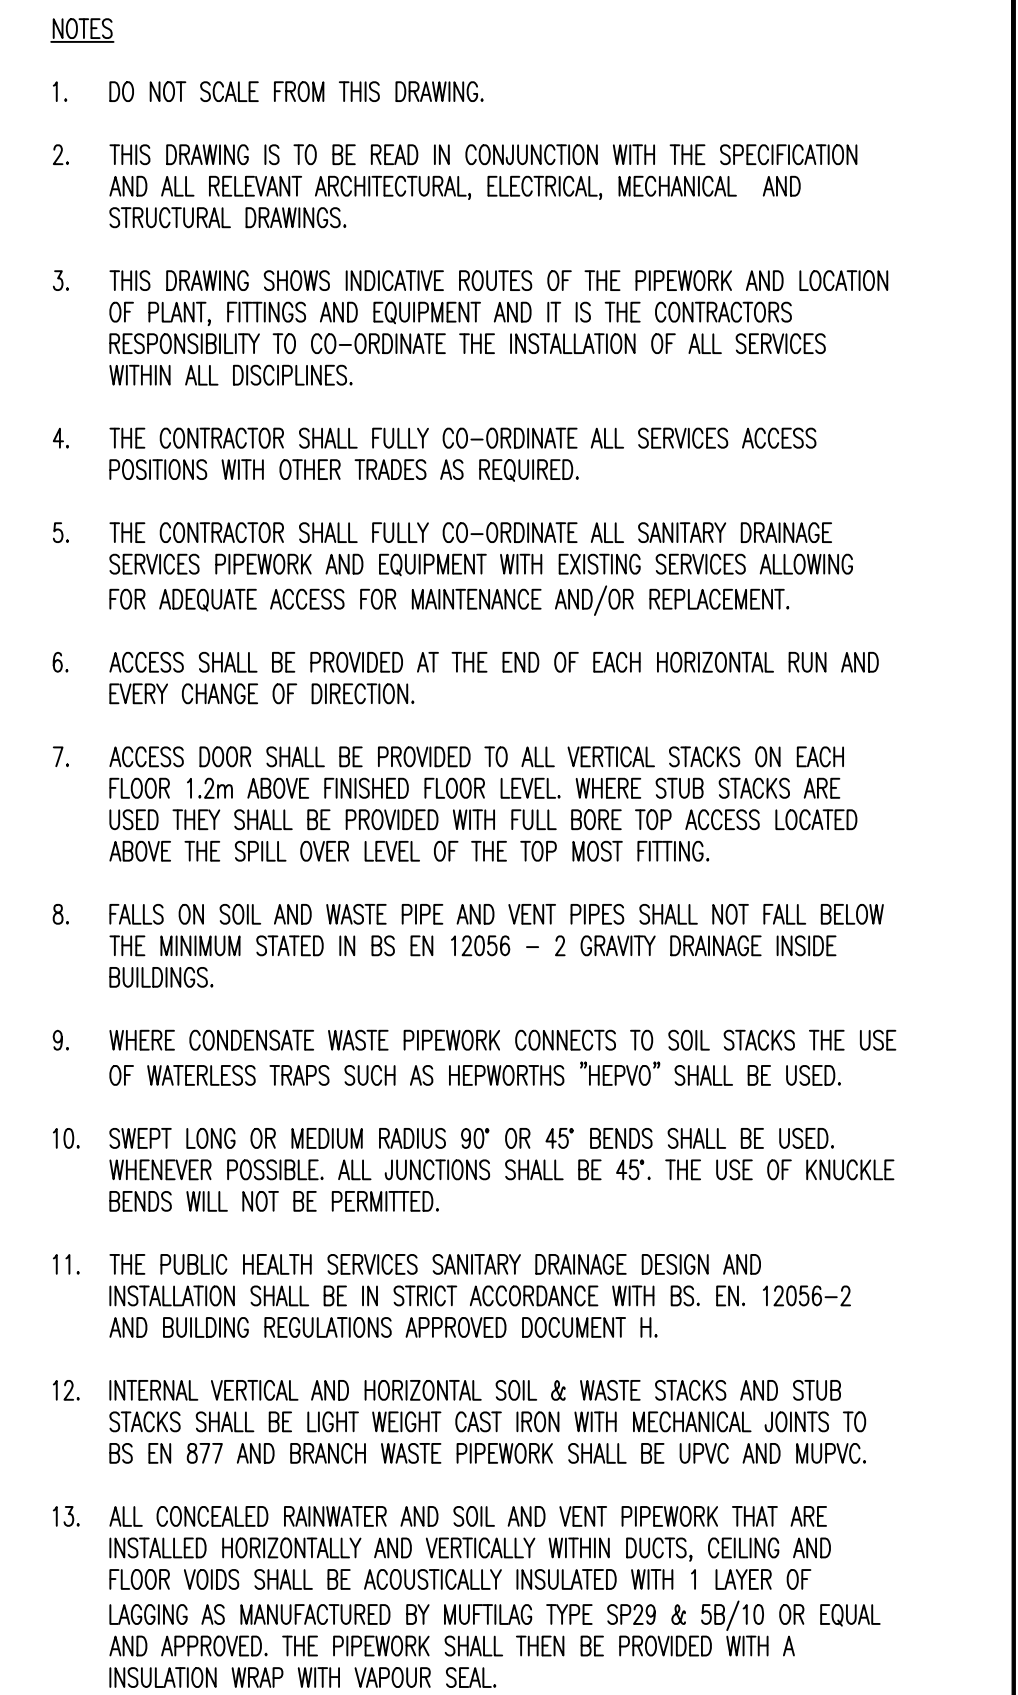 NOTES
1. DO NOT SCALE FROM THIS DRAWING.
2. THIS DRAWING IS TO BE READ IN CONJUNCTION WITH THE SPECIFICATION
AND ALL RELEVANT ARCHITECTURAL, ELECTRICAL, MECHANICAL AND
STRUCTURAL DRAWINGS.
3. THIS DRAWING SHOWS INDICATIVE ROUTES OF THE PIPEWORK AND LOCATION
OF PLANT, FITTINGS AND EQUIPMENT AND IT IS THE CONTRACTORS
RESPONSIBILITY TO CO-ORDINATE THE INSTALLATION OF ALL SERVICES
WITHIN ALL DISCIPLINES.
4. THE CONTRACTOR SHALL FULLY CO-ORDINATE ALL SERVICES ACCESS
POSITIONS WITH OTHER TRADES AS REQUIRED.
5. THE CONTRACTOR SHALL FULLY CO-ORDINATE ALL SANITARY DRAINAGE
SERVICES PIPEWORK AND EQUIPMENT WITH EXISTING SERVICES ALLOWING
FOR ADEQUATE ACCESS FOR MAINTENANCE AND/OR REPLACEMENT.
6. ACCESS SHALL BE PROVIDED AT THE END OF EACH HORIZONTAL RUN AND
EVERY CHANGE OF DIRECTION.
7. ACCESS DOOR SHALL BE PROVIDED TO ALL VERTICAL STACKS ON EACH
FLOOR 1.2m ABOVE FINISHED FLOOR LEVEL. WHERE STUB STACKS ARE
USED THEY SHALL BE PROVIDED WITH FULL BORE TOP ACCESS LOCATED
ABOVE THE SPILL OVER LEVEL OF THE TOP MOST FITTING.
8. FALLS ON SOIL AND WASTE PIPE AND VENT PIPES SHALL NOT FALL BELOW
THE MINIMUM STATED IN BS EN 12056 - 2 GRAVITY DRAINAGE INSIDE
BUILDINGS.
9. WHERE CONDENSATE WASTE PIPEWORK CONNECTS TO SOIL STACKS THE USE
OF WATERLESS TRAPS SUCH AS HEPWORTHS "HEPVO" SHALL BE USED.
10. SWEPT LONG OR MEDIUM RADIUS 90° OR 45° BENDS SHALL BE USED.
WHENEVER POSSIBLE. ALL JUNCTIONS SHALL BE 45°. THE USE OF KNUCKLE
BENDS WILL NOT BE PERMITTED.
11. THE PUBLIC HEALTH SERVICES SANITARY DRAINAGE DESIGN AND
INSTALLATION SHALL BE IN STRICT ACCORDANCE WITH BS. EN. 12056-2
AND BUILDING REGULATIONS APPROVED DOCUMENT H.
12. INTERNAL VERTICAL AND HORIZONTAL SOIL & WASTE STACKS AND STUB
STACKS SHALL BE LIGHT WEIGHT CAST IRON WITH MECHANICAL JOINTS TO
BS EN 877 AND BRANCH WASTE PIPEWORK SHALL BE UPVC AND MUPVC.
13. ALL CONCEALED RAINWATER AND SOIL AND VENT PIPEWORK THAT ARE
INSTALLED HORIZONTALLY AND VERTICALLY WITHIN DUCTS, CEILING AND
FLOOR VOIDS SHALL BE ACOUSTICALLY INSULATED WITH 1 LAYER OF
LAGGING AS MANUFACTURED BY MUFTILAG TYPE SP29 & 5B/10 OR EQUAL
AND APPROVED. THE PIPEWORK SHALL THEN BE PROVIDED WITH A
INSULATION WRAP WITH VAPOUR SEAL.